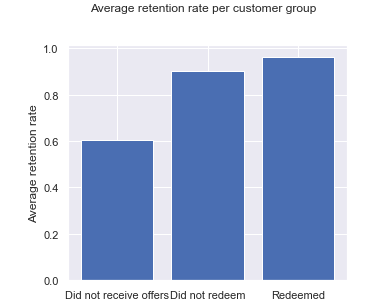 Average retention rate per customer group
Average retention rate
1.0
0.8
0.6
0.4
0.2
0.0
Did not receive offers
Did not redeem
Redeemed